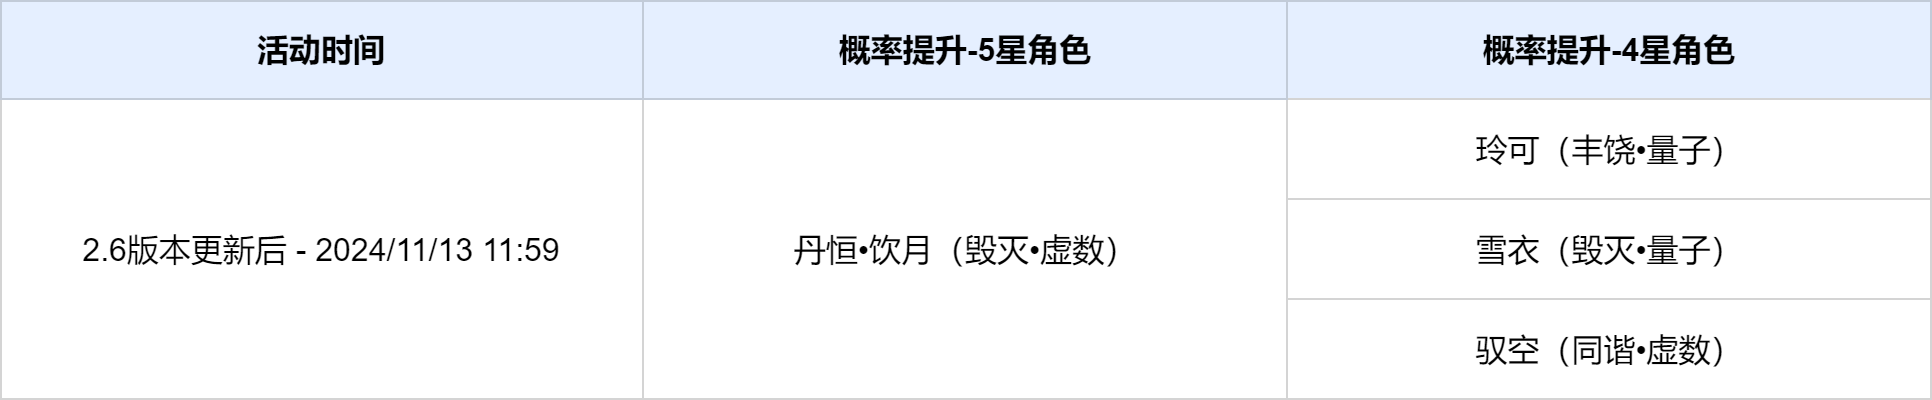 活动时间
概率提升-5星角色
概率提升-4星角色
2.6版本更新后 - 2024/11/13 11:59
丹恒•饮月（毁灭•虚数）
玲可（丰饶•量子）
雪衣（毁灭•量子）
驭空（同谐•虚数）